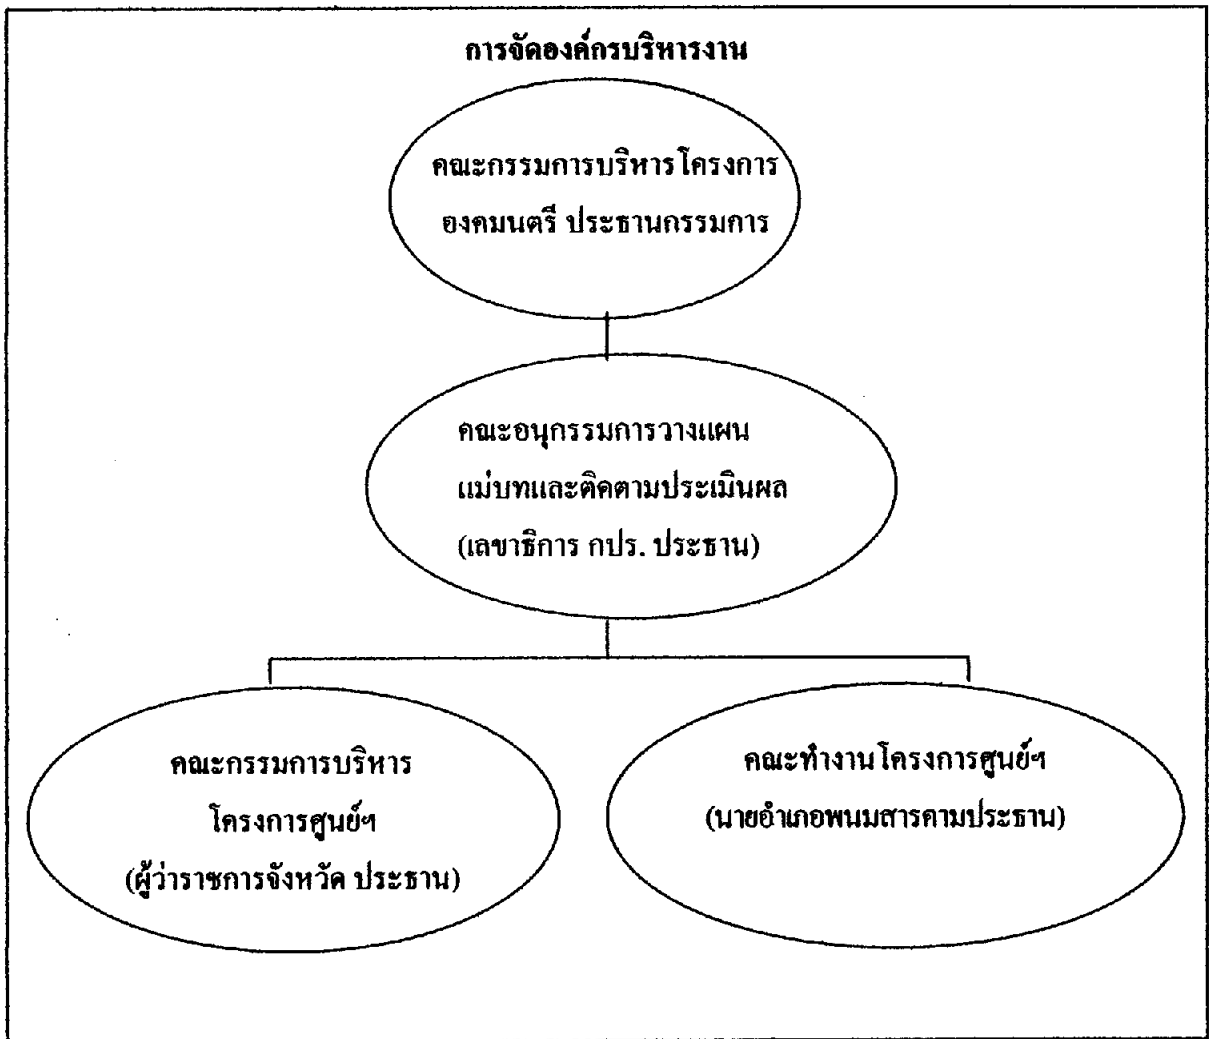 การจัดองค์กรบริหารงาน
คณะกรรมการบริหารโครงการ
องคมนตรี ประธานกรรมการ
คณะอนุกรรมการวางแผน
แม่บทและติดตามประเมินผล
(เลขาธิการ กปร. ประธาน)
คณะกรรมการบริหาร
โครงการศูนย์ฯ
(ผู้ว่าราชการจังหวัด ประธาน)
คณะทำงานโครงการศูนย์ฯ
(นายอำเภอพนมสารคามประธาน)